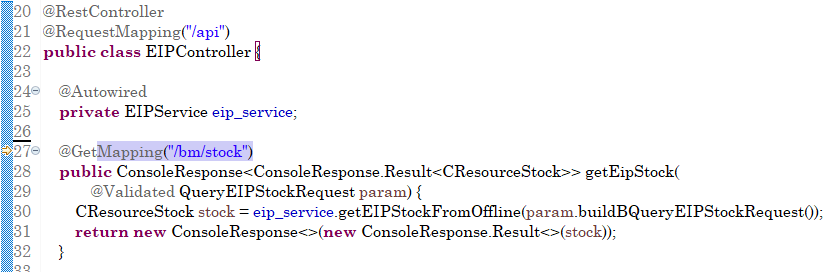 20 @RestController
21 @RequestMapping("/api")
22 public class EIPController {
23
24 @Autowired
25 private EIPService eip_service;
26
27 @GetMapping("/bm/stock")
28 public ConsoleResponse<ConsoleResponse.Result<CResourceStock>> getEipStock(
29 @Validated QueryEIPStockRequest param) {
30 CResourceStock stock = eip_service.getEIPStockFromOffline(param.buildBQueryEIPStockRequest());
31 return new ConsoleResponse<>(new ConsoleResponse.Result<>(stock));
32 }
33